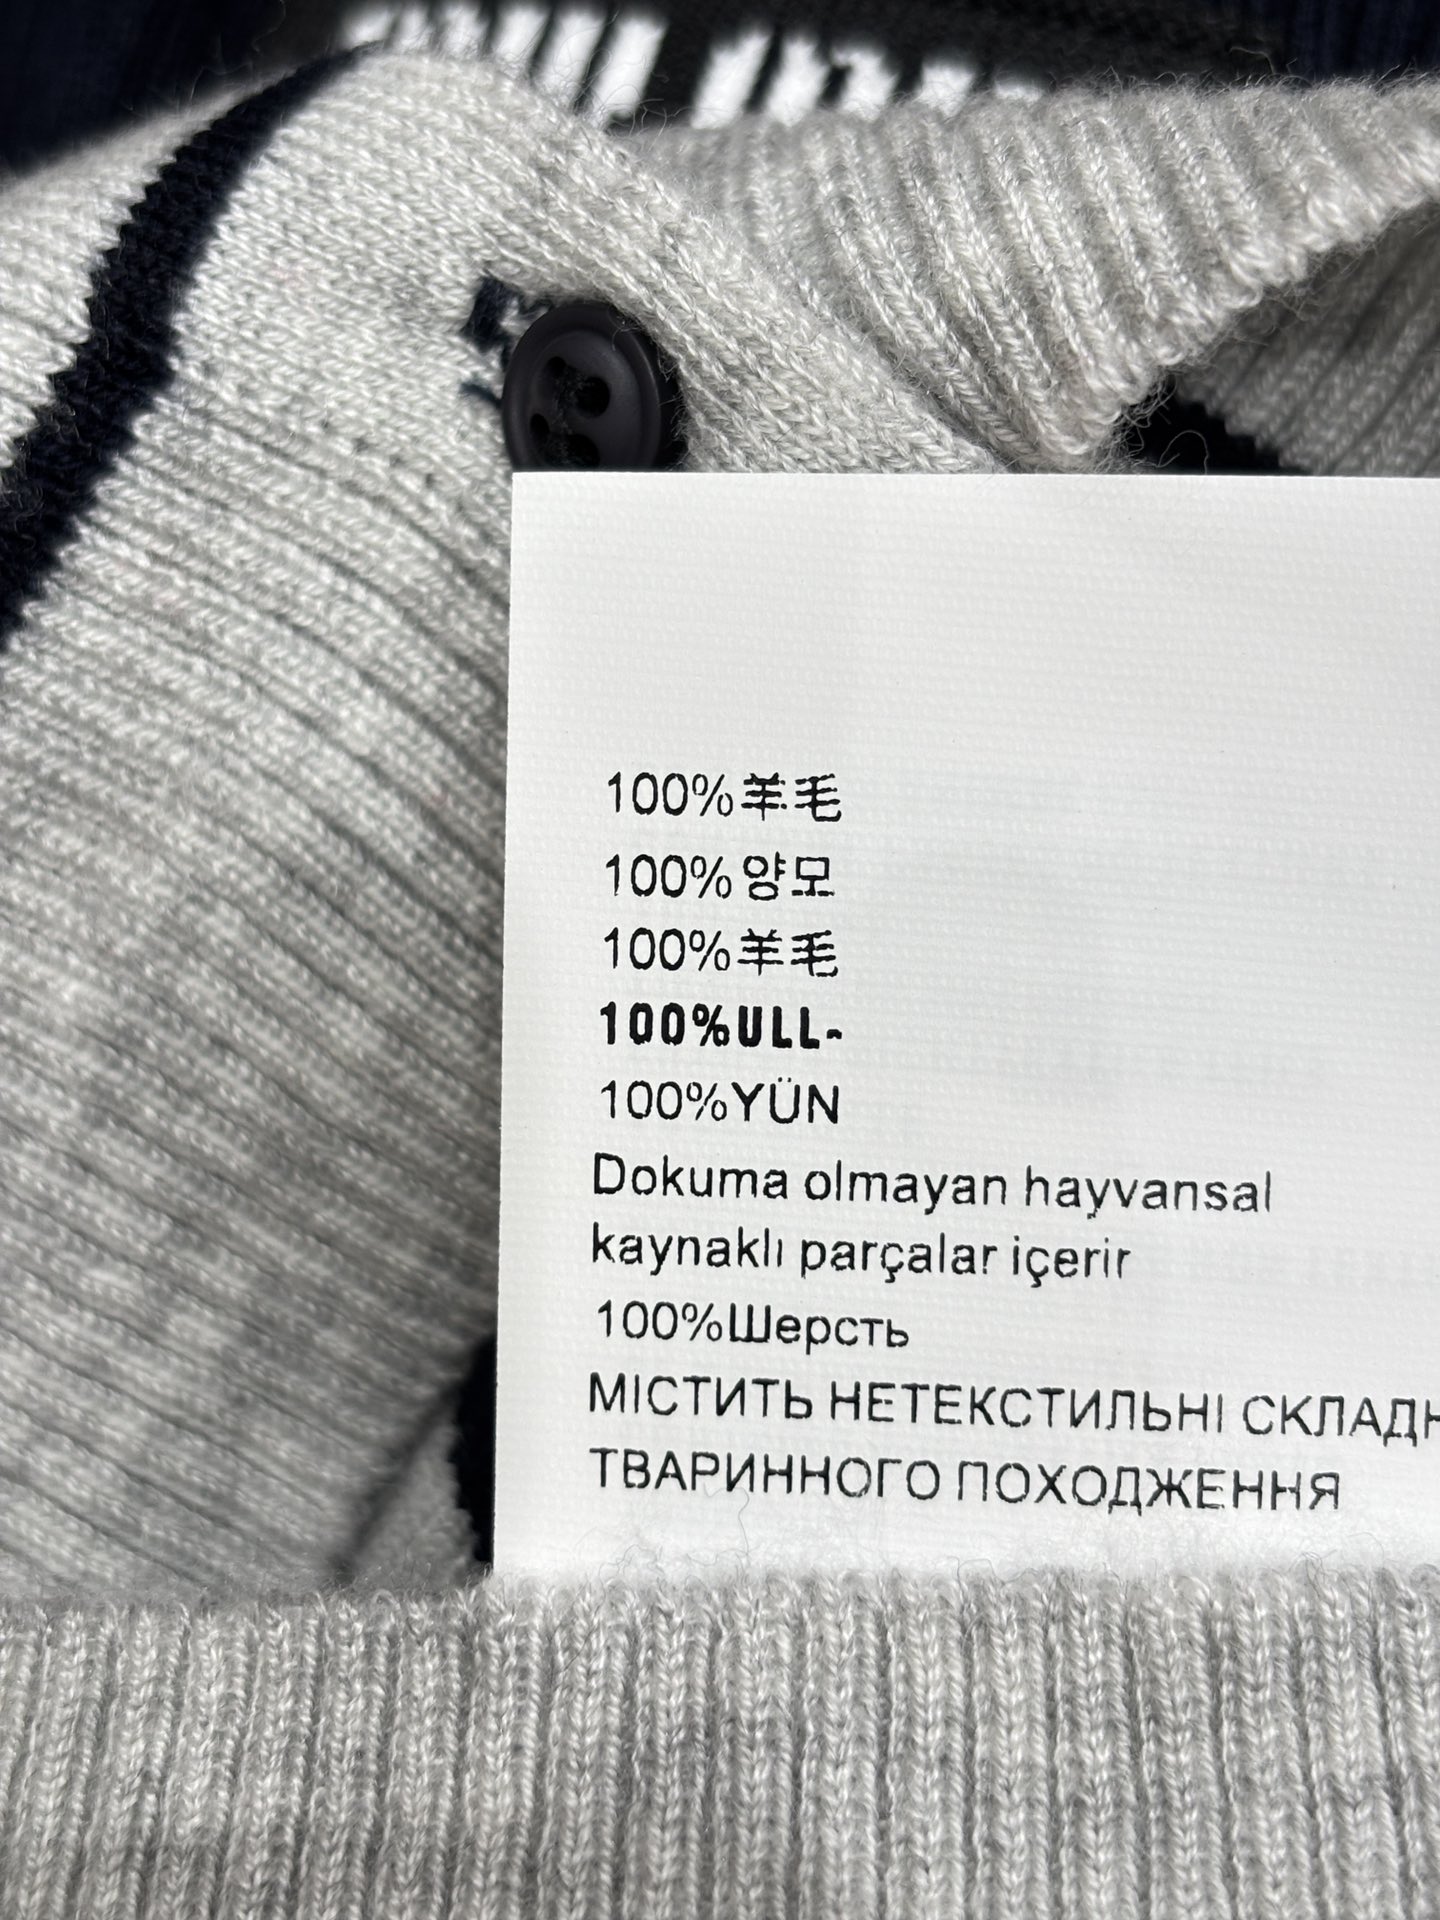 100%羊毛
100%양모
100%羊毛
100%ULL-
100%YÜN
Dokuma olmayan hayvansal
kaynaklı parçalar içerir
100%Шерсть
МІСТИТЬ НЕТЕКСТИЛЬНІ
ТВАРИННОГО ПОХОДЖЕННЯ